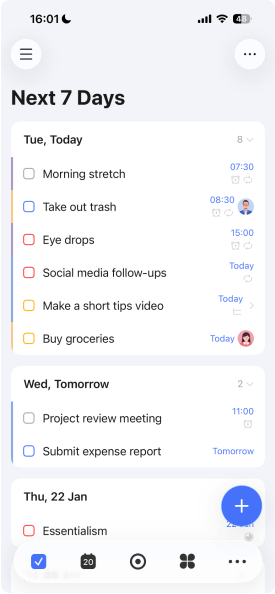 16:01
48
Next 7 Days
Tue, Today
8
Morning stretch
07:30
Take out trash
08:30
Eye drops
15:00
Social media follow-ups
Today
Make a short tips video
Today
Buy groceries
Today
Wed, Tomorrow
2
Project review meeting
11:00
Submit expense report
Tomorrow
Thu, 22 Jan
Essentialism
20